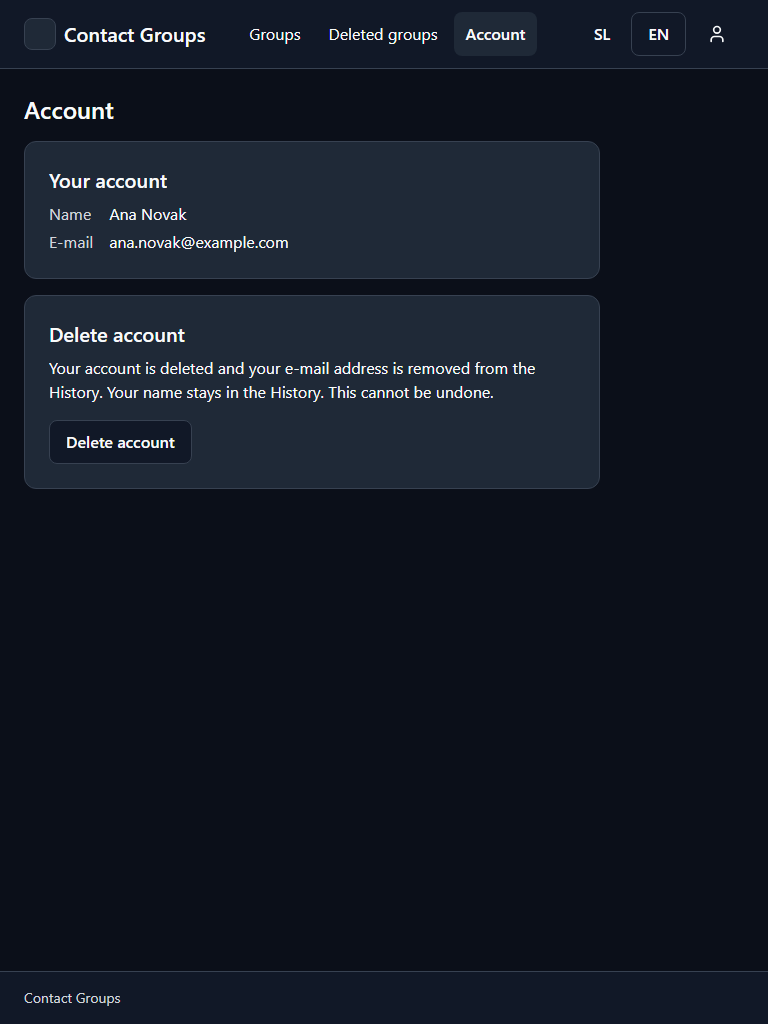 Contact Groups
Groups
Deleted groups
Account
SL
EN
Account
Your account
Name Ana Novak
E-mail ana.novak@example.com
Delete account
Your account is deleted and your e-mail address is removed from the
History. Your name stays in the History. This cannot be undone.
Delete account
Contact Groups